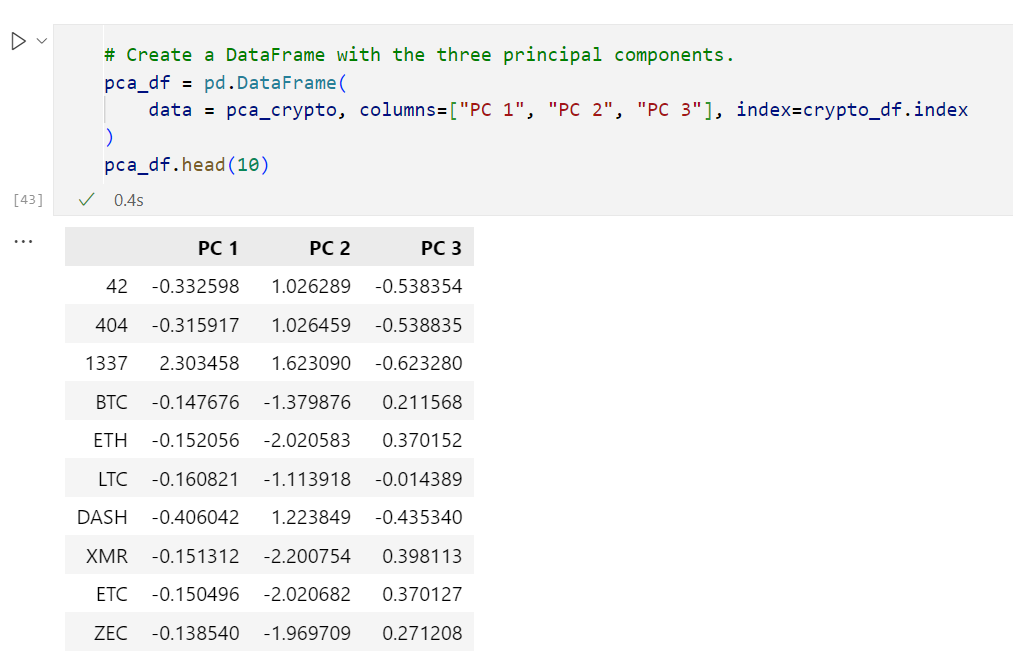 # Create a DataFrame with the three principal components.
pca_df = pd.DataFrame(
    data = pca_crypto, columns=["PC 1", "PC 2", "PC 3"], index=crypto_df.index
)
pca_df.head(10)
[43] ✓ 0.4s
...
PC 1 PC 2 PC 3
42 -0.332598 1.026289 -0.538354
404 -0.315917 1.026459 -0.538835
1337 2.303458 1.623090 -0.623280
BTC -0.147676 -1.379876 0.211568
ETH -0.152056 -2.020583 0.370152
LTC -0.160821 -1.113918 -0.014389
DASH -0.406042 1.223849 -0.435340
XMR -0.151312 -2.200754 0.398113
ETC -0.150496 -2.020682 0.370127
ZEC -0.138540 -1.969709 0.271208